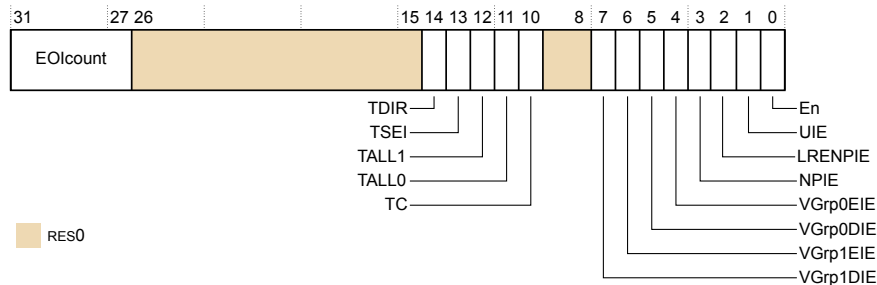 31 27 26 15 14 13 12 11 10 8 7 6 5 4 3 2 1 0
EOIcount
TDIR En
TSEI UIE
TALL1 LRENPIE
TALL0 NPIE
TC VGrp0EIE
RES0 VGrp0DIE
VGrp1EIE
VGrp1DIE